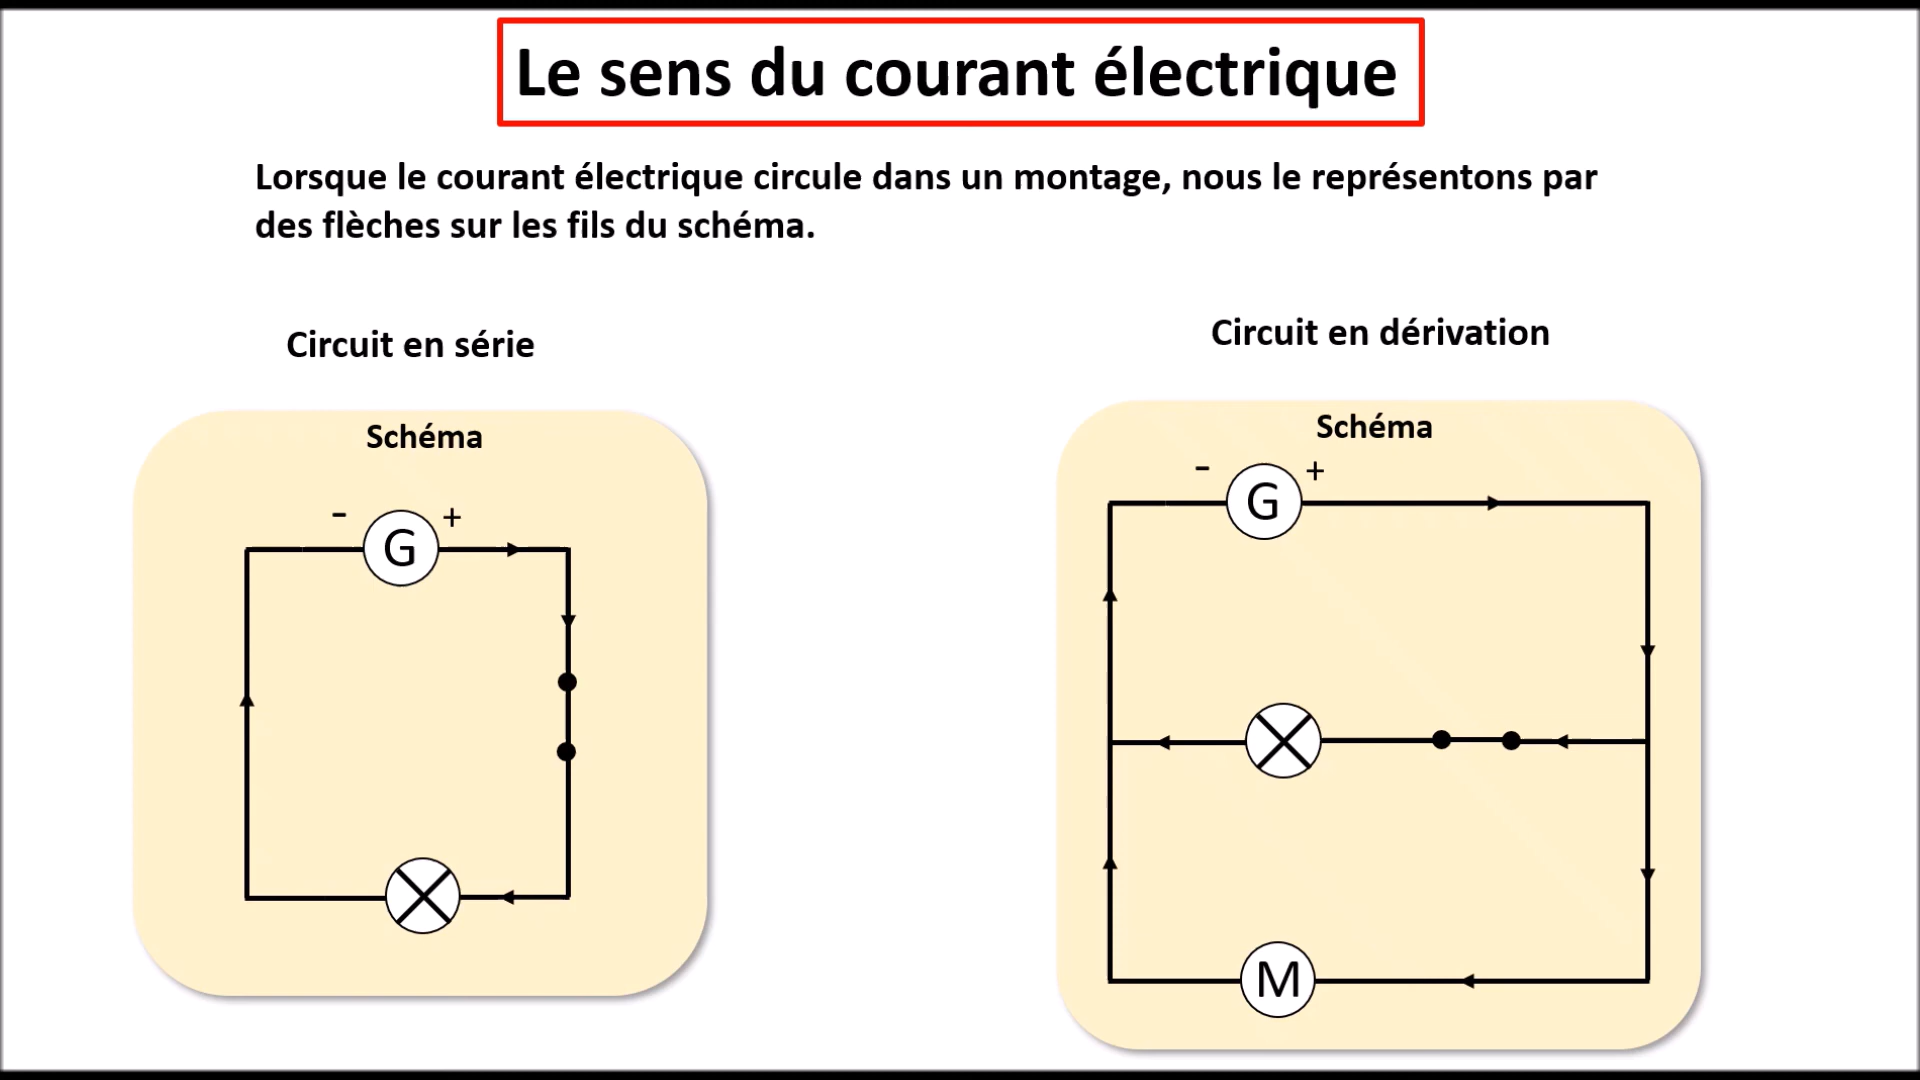 Le sens du courant électrique
Lorsque le courant électrique circule dans un montage, nous le représentons par
des flèches sur les fils du schéma.
Circuit en série
Circuit en dérivation
Schéma
- G +
Schéma
- G +
M